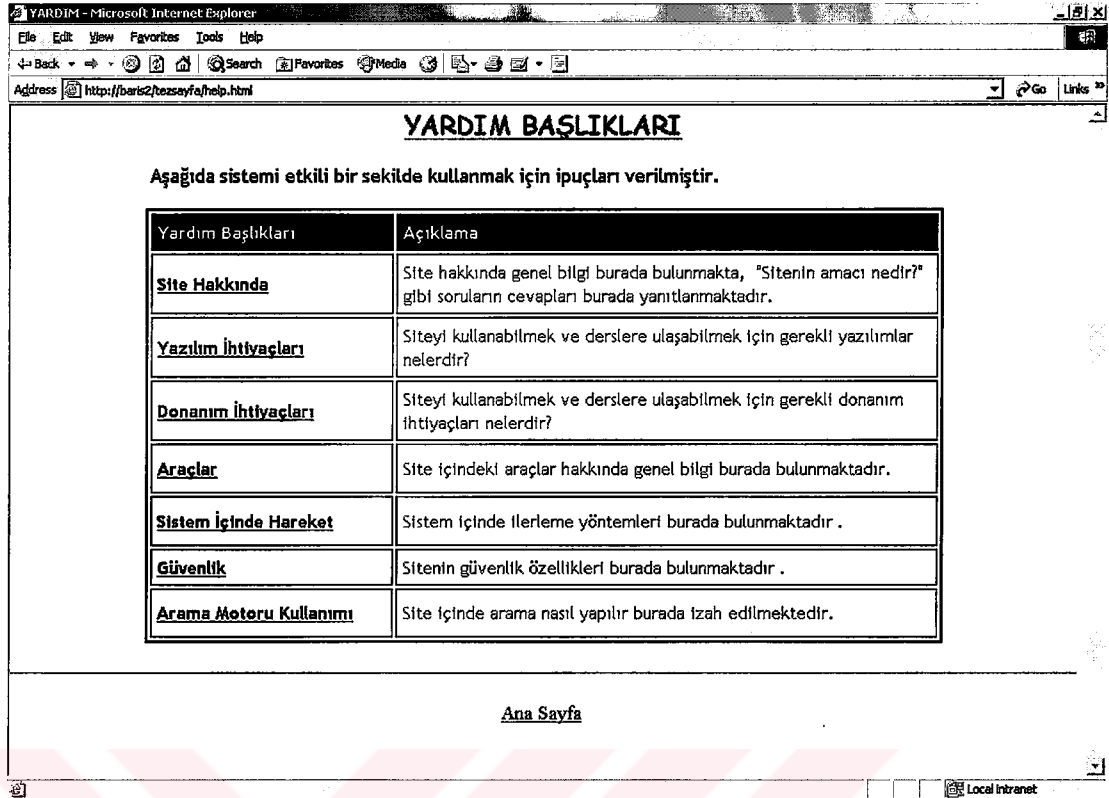 YARDIM - Microsoft Internet Explorer
File Edit View Favorites Tools Help
Back Search Favorites Media
Address http://baris2/tezsayfa/help.html Go Links »
YARDIM BAŞLIKLARI
Aşağıda sistemi etkili bir sekilde kullanmak için ipuçları verilmiştir.
Yardım Başlıkları Açıklama
Site Hakkında
Site hakkında genel bilgi burada bulunmakta, "Sitenin amacı nedir?"
gibi soruların cevapları burada yanıtlanmaktadır.
Yazılım İhtiyaçları
Siteyi kullanabilmek ve derslere ulaşabilmek için gerekli yazılımlar
nelerdir?
Donanım İhtiyaçları
Siteyi kullanabilmek ve derslere ulaşabilmek için gerekli donanım
ihtiyaçları nelerdir?
Araçlar Site içindeki araçlar hakkında genel bilgi burada bulunmaktadır.
Sistem İçinde Hareket Sistem içinde ilerleme yöntemleri burada bulunmaktadır .
Güvenlik Sitenin güvenlik özellikleri burada bulunmaktadır .
Arama Motoru Kullanımı Site içinde arama nasıl yapılır burada izah edilmektedir.
Ana Sayfa
Local intranet